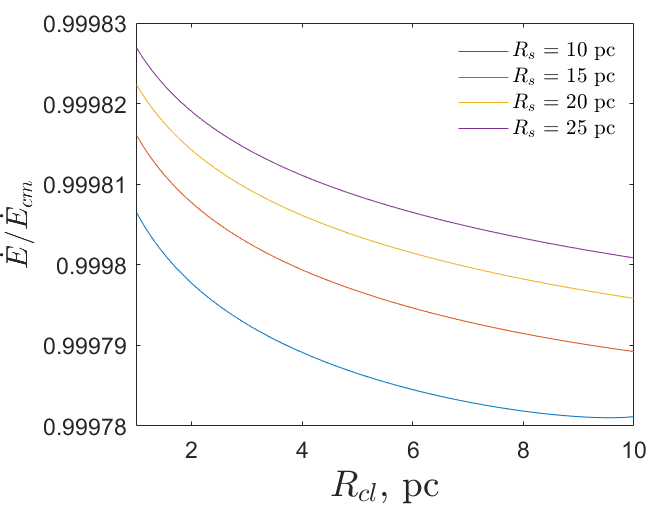 0.99983
0.99982
0.99981
0.9998
0.99979
0.99978
Ė/Ė_cm
R_s = 10 pc
R_s = 15 pc
R_s = 20 pc
R_s = 25 pc
2 4 6 8 10
R_cl, pc